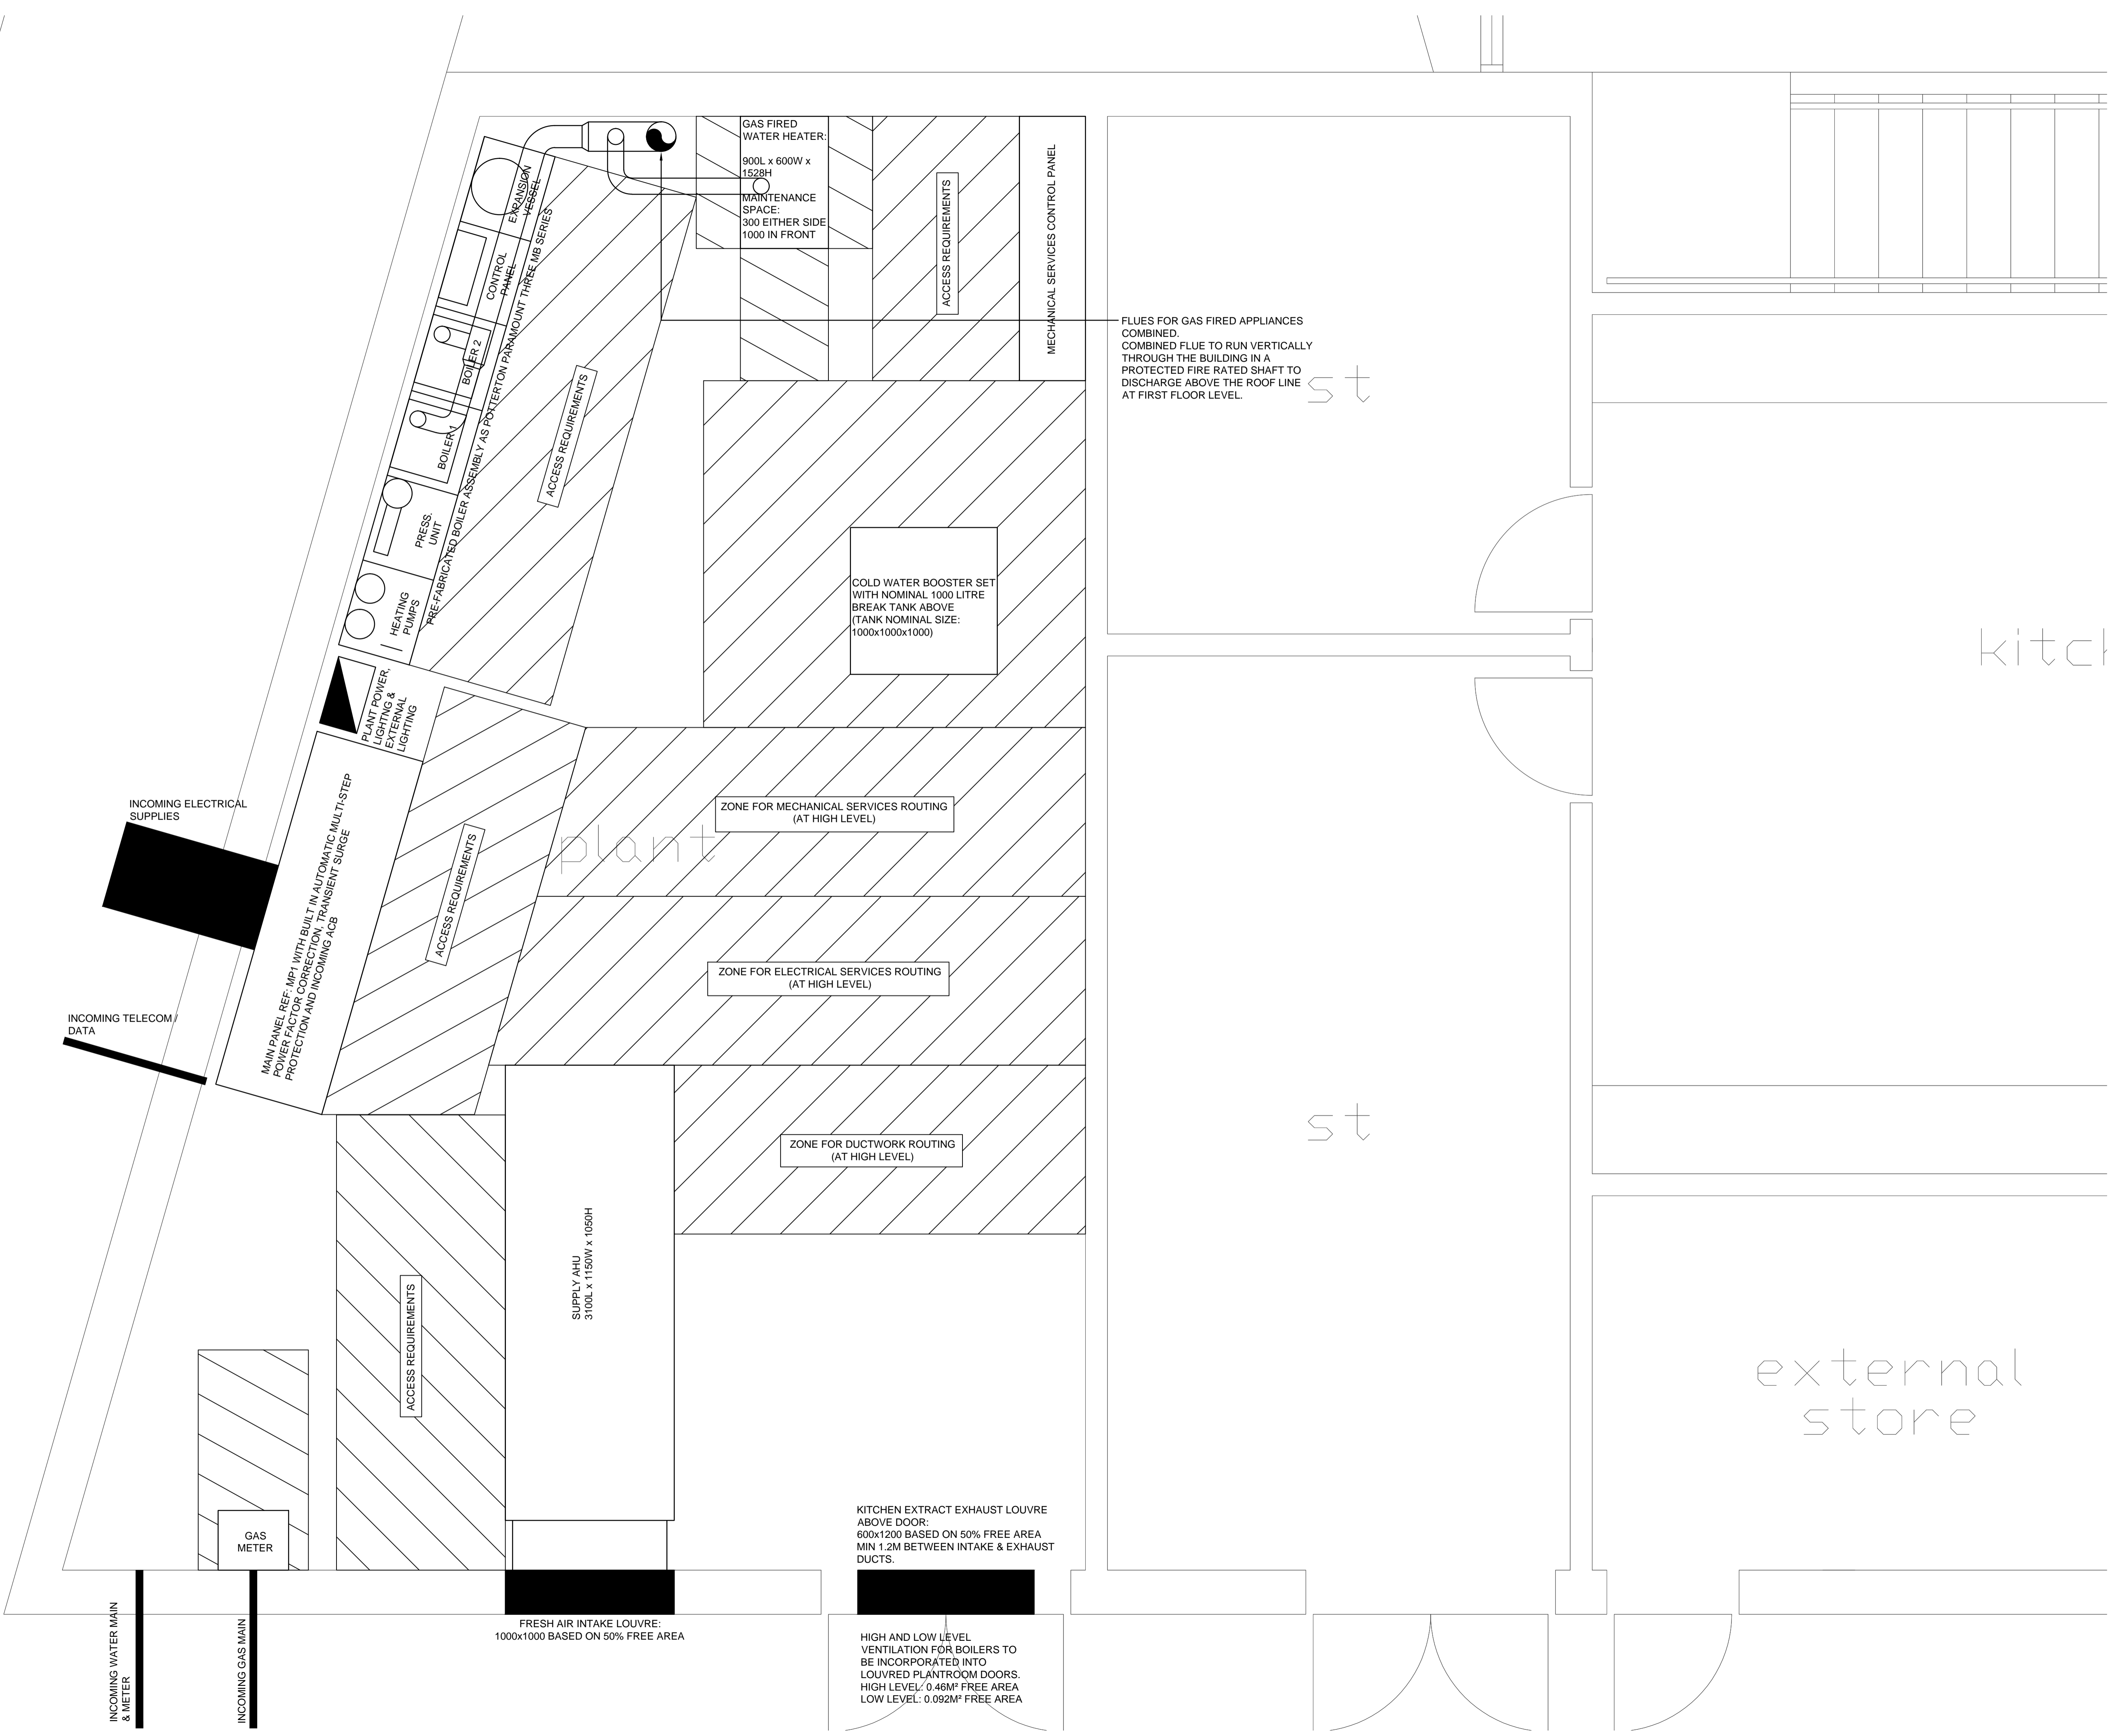 GAS FIRED
WATER HEATER:
900L x 600W x
1528H
MAINTENANCE
SPACE:
300 EITHER SIDE
1000 IN FRONT
ACCESS REQUIREMENTS
MECHANICAL SERVICES CONTROL PANEL
EXPANSION
VESSEL
CONTROL
PANEL
BOILER 2
BOILER 1
PRESS.
UNIT
HEATING
PUMPS
PRE-FABRICATED BOILER ASSEMBLY AS POTTERTON PARAMOUNT THREE MB SERIES
ACCESS REQUIREMENTS
FLUES FOR GAS FIRED APPLIANCES
COMBINED.
COMBINED FLUE TO RUN VERTICALLY
THROUGH THE BUILDING IN A
PROTECTED FIRE RATED SHAFT TO
DISCHARGE ABOVE THE ROOF LINE
AT FIRST FLOOR LEVEL.
st
COLD WATER BOOSTER SET
WITH NOMINAL 1000 LITRE
BREAK TANK ABOVE
(TANK NOMINAL SIZE:
1000x1000x1000)
kitch
PLANT POWER,
LIGHTNG &
EXTERNAL
LIGHTING
INCOMING ELECTRICAL
SUPPLIES
MAIN PANEL REF: MP1 WITH BUILT IN AUTOMATIC MULTI-STEP
POWER FACTOR CORRECTION, TRANSIENT SURGE
PROTECTION AND INCOMING ACB
ACCESS REQUIREMENTS
plant
ZONE FOR MECHANICAL SERVICES ROUTING
(AT HIGH LEVEL)
ZONE FOR ELECTRICAL SERVICES ROUTING
(AT HIGH LEVEL)
INCOMING TELECOM /
DATA
ZONE FOR DUCTWORK ROUTING
(AT HIGH LEVEL)
st
SUPPLY AHU
3100L x 1150W x 1050H
ACCESS REQUIREMENTS
external
store
GAS
METER
KITCHEN EXTRACT EXHAUST LOUVRE
ABOVE DOOR:
600x1200 BASED ON 50% FREE AREA
MIN 1.2M BETWEEN INTAKE & EXHAUST
DUCTS.
INCOMING WATER MAIN
& METER
INCOMING GAS MAIN
FRESH AIR INTAKE LOUVRE:
1000x1000 BASED ON 50% FREE AREA
HIGH AND LOW LEVEL
VENTILATION FOR BOILERS TO
BE INCORPORATED INTO
LOUVRED PLANTROOM DOORS.
HIGH LEVEL: 0.46M² FREE AREA
LOW LEVEL: 0.092M² FREE AREA